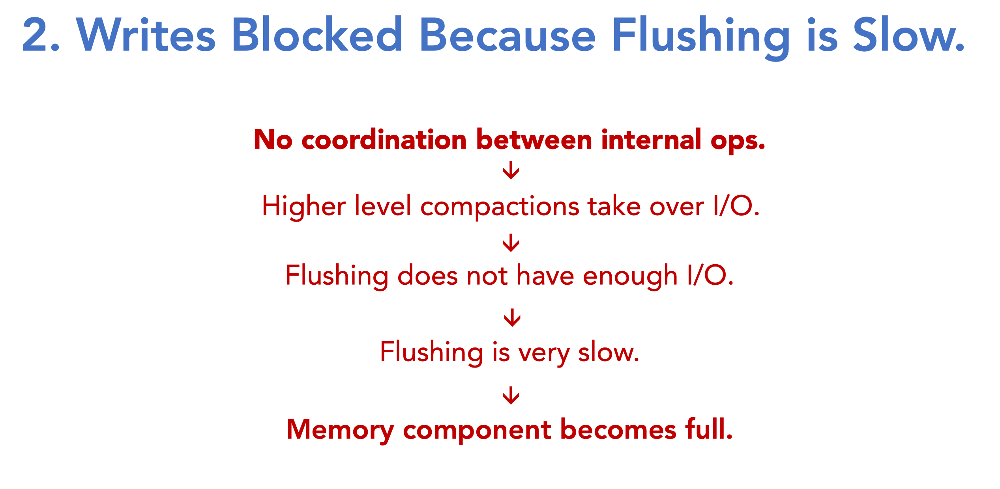 2. Writes Blocked Because Flushing is Slow.
No coordination between internal ops.
↓
Higher level compactions take over I/O.
↓
Flushing does not have enough I/O.
↓
Flushing is very slow.
↓
Memory component becomes full.